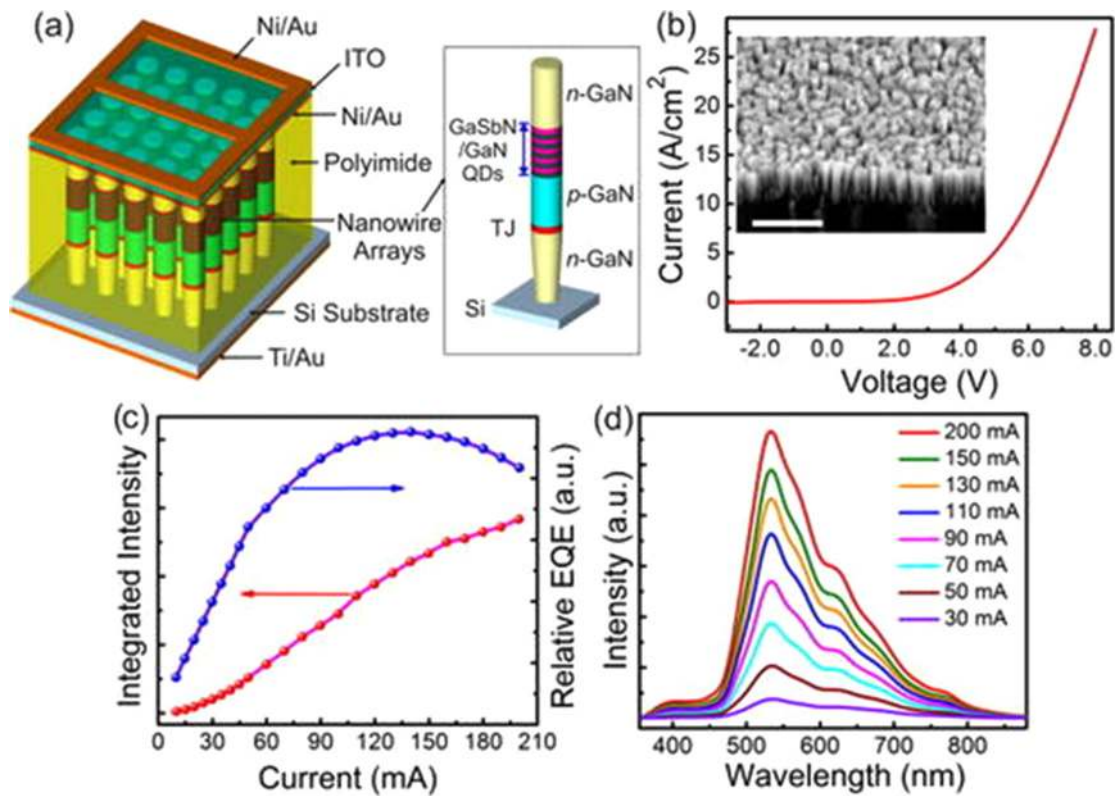 (a)
Ni/Au
ITO
Ni/Au
Polyimide
Nanowire
Arrays
Si Substrate
Ti/Au
n-GaN
GaSbN
/GaN
QDs
p-GaN
TJ
n-GaN
Si
(b)
Current (A/cm²)
25
20
15
10
5
0
-2.0 0.0 2.0 4.0 6.0 8.0
Voltage (V)
(c)
Integrated Intensity
Relative EQE (a.u.)
0 30 60 90 120 150 180 210
Current (mA)
(d)
Intensity (a.u.)
200 mA
150 mA
130 mA
110 mA
90 mA
70 mA
50 mA
30 mA
400 500 600 700 800
Wavelength (nm)